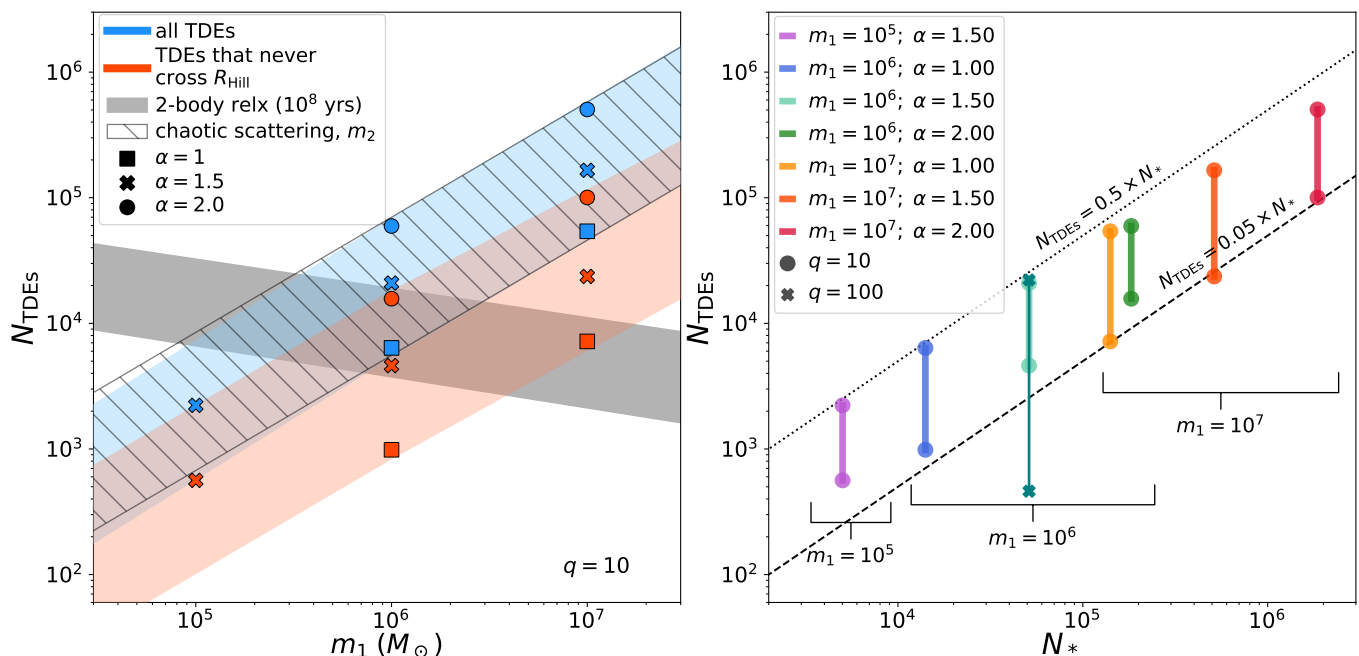 all TDEs
TDEs that never
cross R_Hill
2-body relx (10^8 yrs)
chaotic scattering, m_2
α = 1
α = 1.5
α = 2.0
10^6
10^5
10^4
10^3
10^2
N_TDEs
q = 10
10^5
10^6
10^7
m_1 (M_⊙)
m_1 = 10^5; α = 1.50
m_1 = 10^6; α = 1.00
m_1 = 10^6; α = 1.50
m_1 = 10^6; α = 2.00
m_1 = 10^7; α = 1.00
m_1 = 10^7; α = 1.50
m_1 = 10^7; α = 2.00
q = 10
q = 100
N_TDEs = 0.5 × N_*
N_TDEs = 0.05 × N_*
m_1 = 10^7
m_1 = 10^6
m_1 = 10^5
10^6
10^5
10^4
10^3
10^2
N_TDEs
10^4
10^5
10^6
N_*